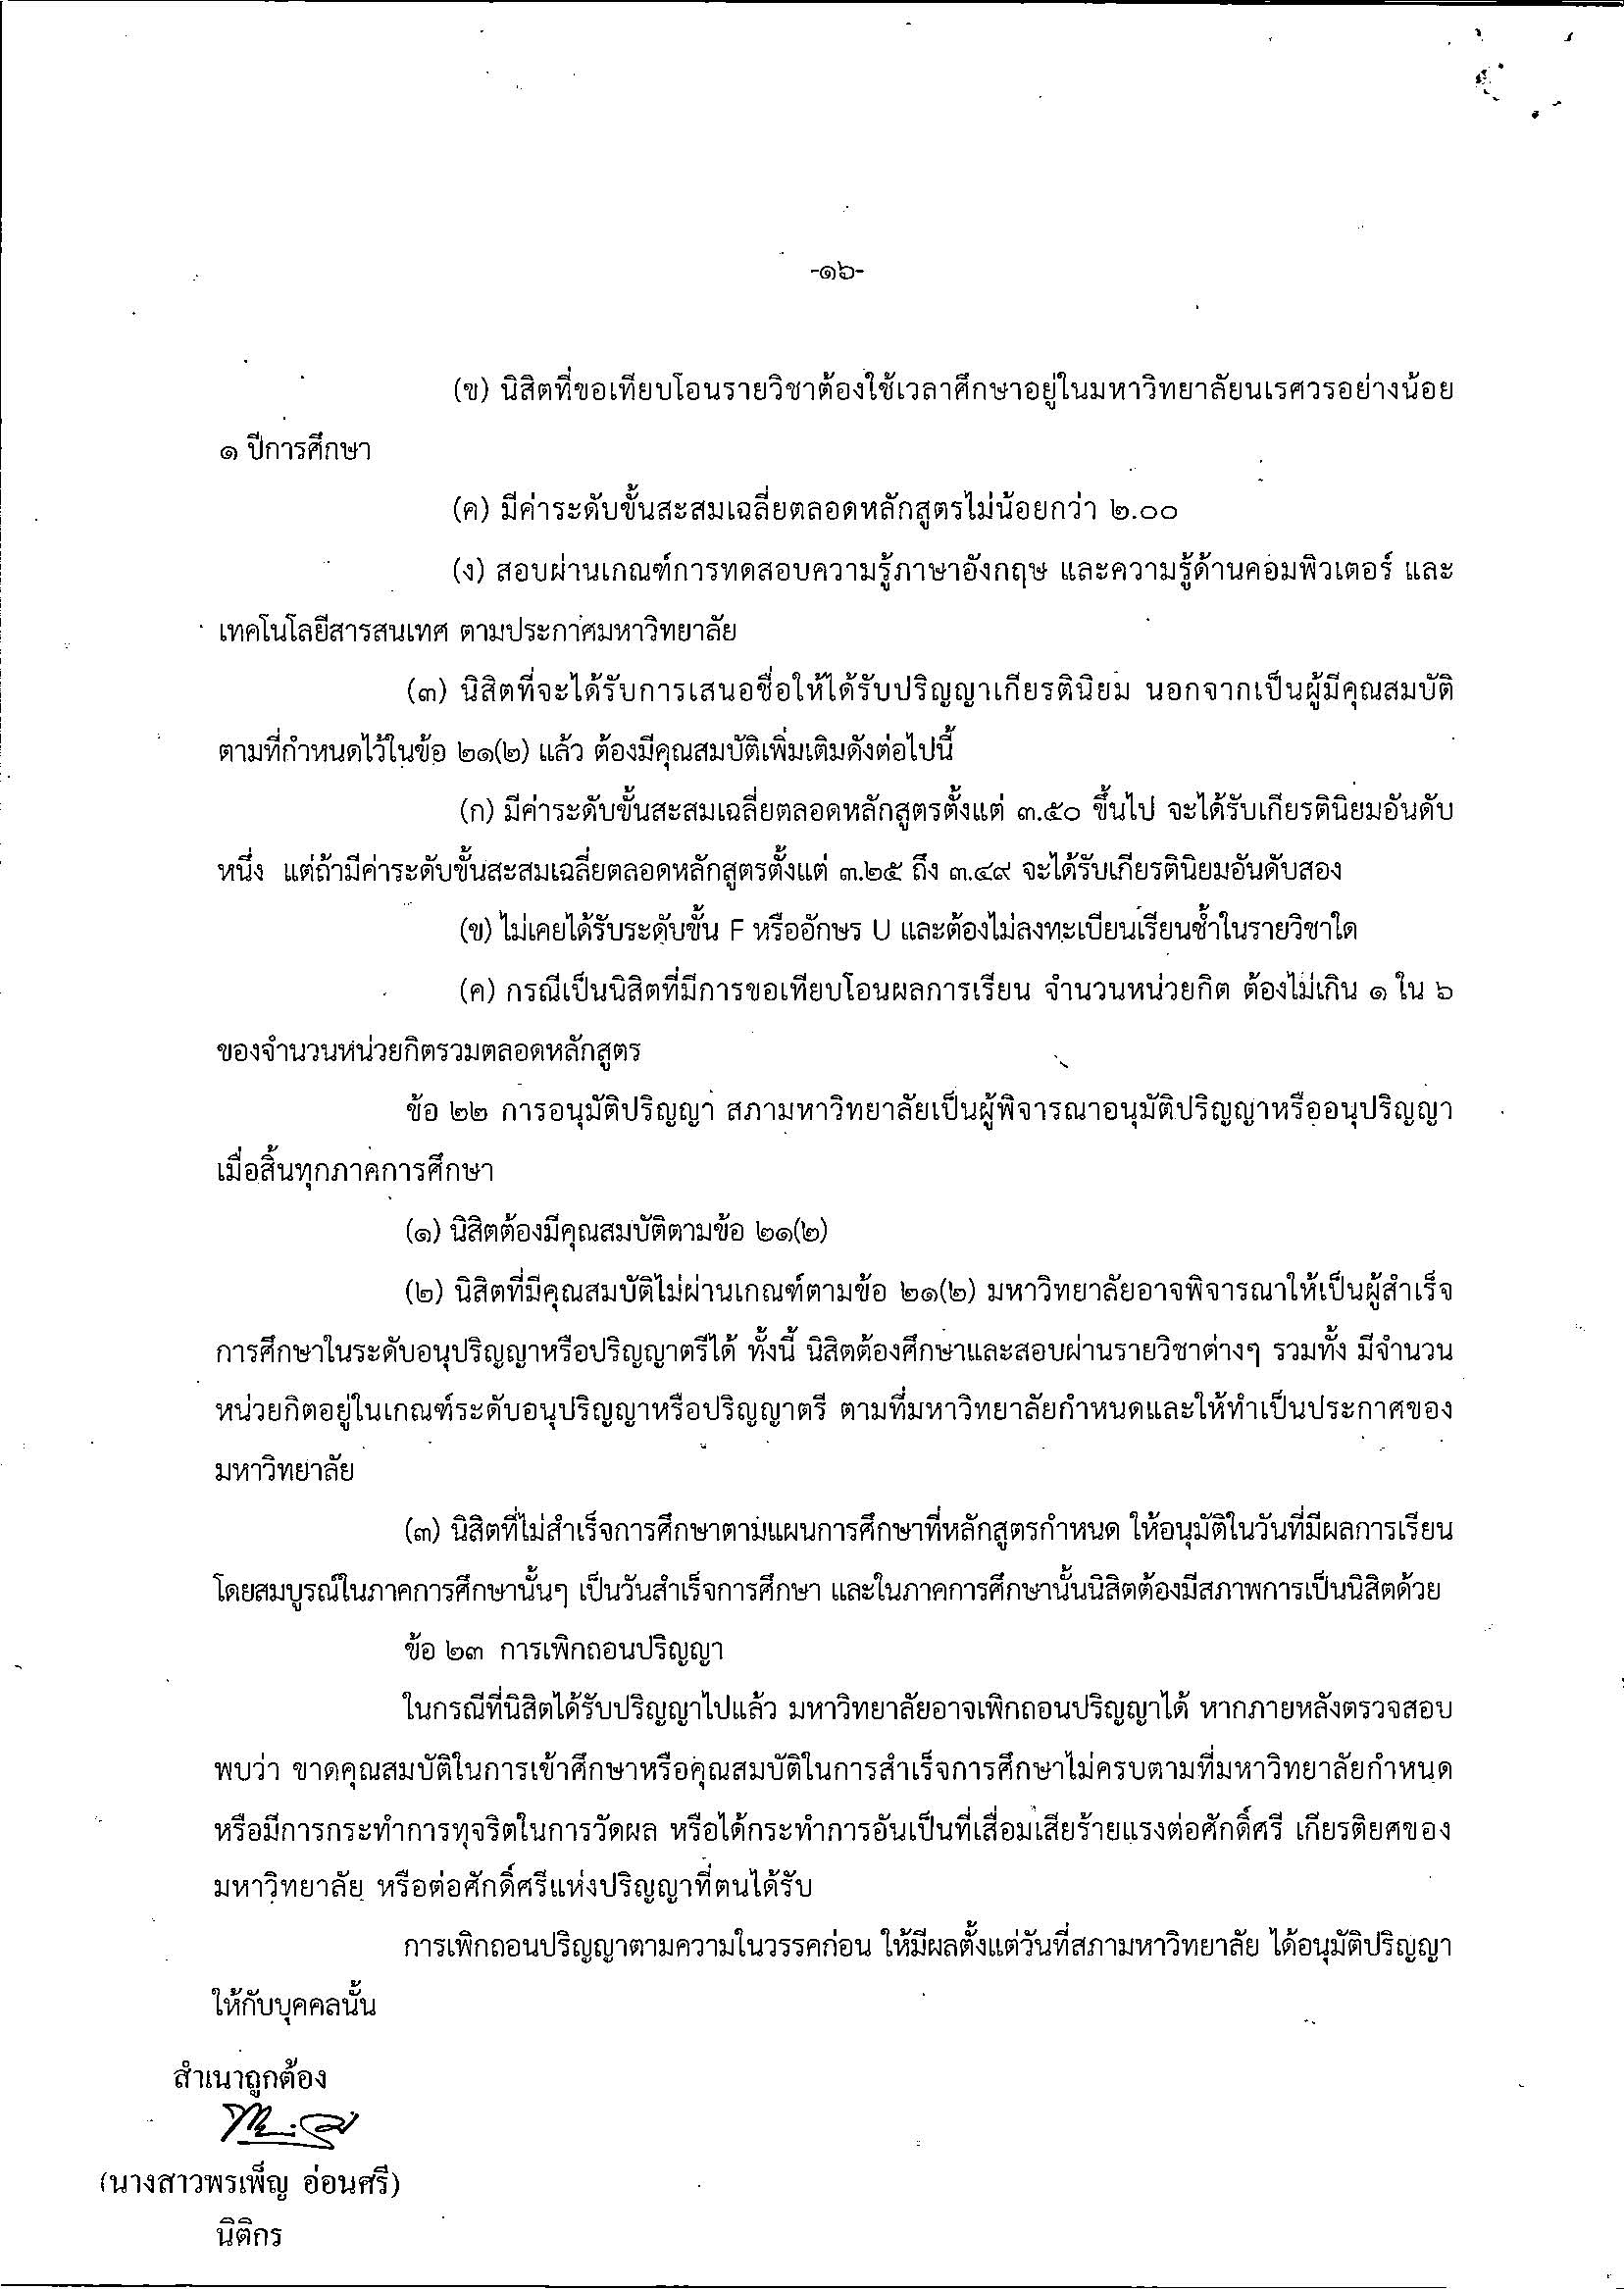 -๑๖-
(ข) นิสิตที่ขอเทียบโอนรายวิชาต้องใช้เวลาศึกษาอยู่ในมหาวิทยาลัยนเรศวรอย่างน้อย
๑ ปีการศึกษา
(ค) มีค่าระดับขั้นสะสมเฉลี่ยตลอดหลักสูตรไม่น้อยกว่า ๒.๐๐
(ง) สอบผ่านเกณฑ์การทดสอบความรู้ภาษาอังกฤษ และความรู้ด้านคอมพิวเตอร์ และ
เทคโนโลยีสารสนเทศ ตามประกาศมหาวิทยาลัย
(๓) นิสิตที่จะได้รับการเสนอชื่อให้ได้รับปริญญาเกียรตินิยม นอกจากเป็นผู้มีคุณสมบัติ
ตามที่กำหนดไว้ในข้อ ๒๑(๒) แล้ว ต้องมีคุณสมบัติเพิ่มเติมดังต่อไปนี้
(ก) มีค่าระดับขั้นสะสมเฉลี่ยตลอดหลักสูตรตั้งแต่ ๓.๕๐ ขึ้นไป จะได้รับเกียรตินิยมอันดับ
หนึ่ง แต่ถ้ามีค่าระดับขั้นสะสมเฉลี่ยตลอดหลักสูตรตั้งแต่ ๓.๒๕ ถึง ๓.๔๙ จะได้รับเกียรตินิยมอันดับสอง
(ข) ไม่เคยได้รับระดับขั้น F หรืออักษร U และต้องไม่ลงทะเบียนเรียนซ้ำในรายวิชาใด
(ค) กรณีเป็นนิสิตที่มีการขอเทียบโอนผลการเรียน จำนวนหน่วยกิต ต้องไม่เกิน ๑ ใน ๖
ของจำนวนหน่วยกิตรวมตลอดหลักสูตร
ข้อ ๒๒ การอนุมัติปริญญา สภามหาวิทยาลัยเป็นผู้พิจารณาอนุมัติปริญญาหรืออนุปริญญา
เมื่อสิ้นทุกภาคการศึกษา
(๑) นิสิตต้องมีคุณสมบัติตามข้อ ๒๑(๒)
(๒) นิสิตที่มีคุณสมบัติไม่ผ่านเกณฑ์ตามข้อ ๒๑(๒) มหาวิทยาลัยอาจพิจารณาให้เป็นผู้สำเร็จ
การศึกษาในระดับอนุปริญญาหรือปริญญาตรีได้ ทั้งนี้ นิสิตต้องศึกษาและสอบผ่านรายวิชาต่างๆ รวมทั้ง มีจำนวน
หน่วยกิตอยู่ในเกณฑ์ระดับอนุปริญญาหรือปริญญาตรี ตามที่มหาวิทยาลัยกำหนดและให้ทำเป็นประกาศของ
มหาวิทยาลัย
(๓) นิสิตที่ไม่สำเร็จการศึกษาตามแผนการศึกษาที่หลักสูตรกำหนด ให้อนุมัติในวันที่มีผลการเรียน
โดยสมบูรณ์ในภาคการศึกษานั้นๆ เป็นวันสำเร็จการศึกษา และในภาคการศึกษานั้นนิสิตต้องมีสภาพการเป็นนิสิตด้วย
ข้อ ๒๓ การเพิกถอนปริญญา
ในกรณีที่นิสิตได้รับปริญญาไปแล้ว มหาวิทยาลัยอาจเพิกถอนปริญญาได้ หากภายหลังตรวจสอบ
พบว่า ขาดคุณสมบัติในการเข้าศึกษาหรือคุณสมบัติในการสำเร็จการศึกษาไม่ครบตามที่มหาวิทยาลัยกำหนด
หรือมีการกระทำการทุจริตในการวัดผล หรือได้กระทำการอันเป็นที่เสื่อมเสียร้ายแรงต่อศักดิ์ศรี เกียรติยศของ
มหาวิทยาลัย หรือต่อศักดิ์ศรีแห่งปริญญาที่ตนได้รับ
การเพิกถอนปริญญาตามความในวรรคก่อน ให้มีผลตั้งแต่วันที่สภามหาวิทยาลัย ได้อนุมัติปริญญา
ให้กับบุคคลนั้น
สำเนาถูกต้อง
(นางสาวพรเพ็ญ อ่อนศรี)
นิติกร